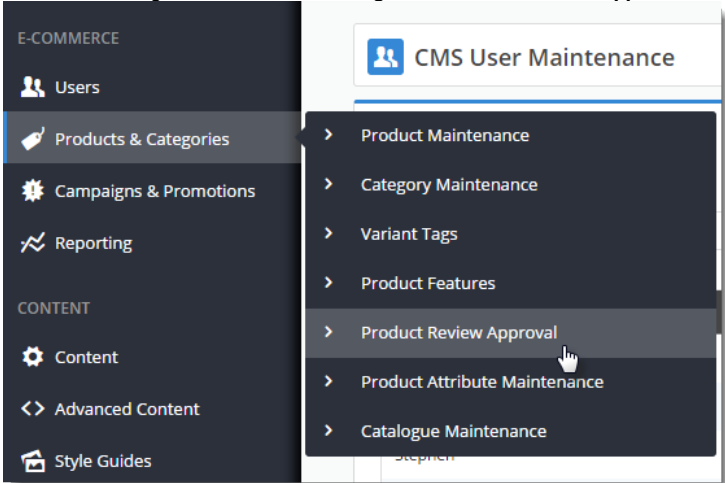 E-COMMERCE
Users
Products & Categories
Campaigns & Promotions
Reporting
CONTENT
Content
Advanced Content
Style Guides
CMS User Maintenance
Product Maintenance
Category Maintenance
Variant Tags
Product Features
Product Review Approval
Product Attribute Maintenance
Catalogue Maintenance
Stephen